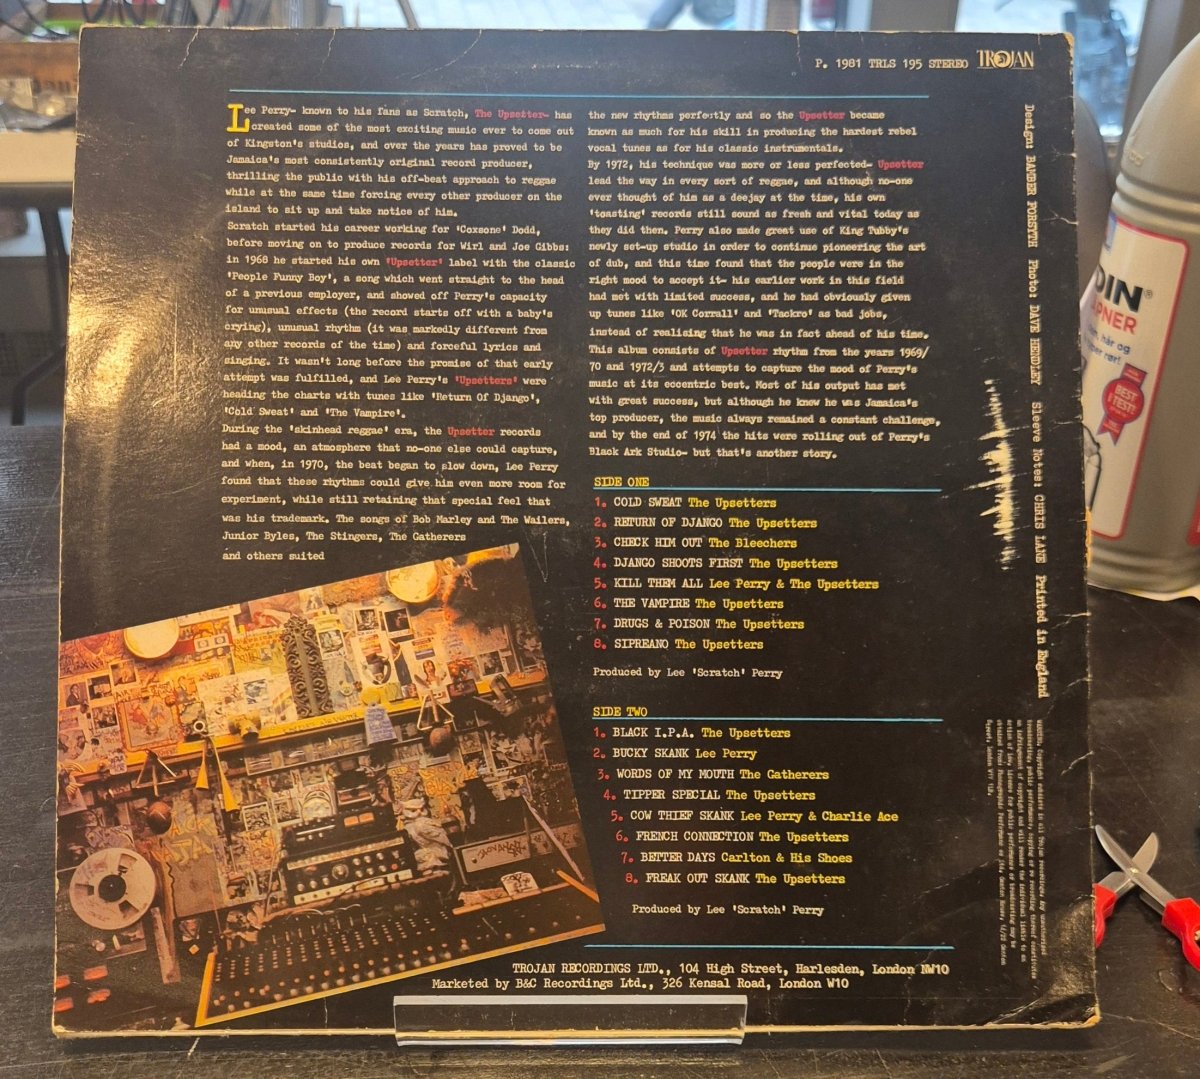 P. 1981 TRLS 195 STEREO TROJAN
Lee Perry- known to his fans as Scratch, The Upsetter- has
created some of the most exciting music ever to come out
of Kingston's studios, and over the years has proved to be
Jamaica's most consistently original record producer,
thrilling the public with his off-beat approach to reggae
while at the same time forcing every other producer on the
island to sit up and take notice of him.
Scratch started his career working for 'Coxsone' Dodd,
before moving on to produce records for Wirl and Joe Gibbs:
in 1968 he started his own 'Upsetter' label with the classic
'People Funny Boy', a song which went straight to the head
of a previous employer, and showed off Perry's capacity
for unusual effects (the record starts off with a baby's
crying), unusual rhythm (it was markedly different from
any other records of the time) and forceful lyrics and
singing. It wasn't long before the promise of that early
attempt was fulfilled, and Lee Perry's 'Upsetters' were
heading the charts with tunes like 'Return Of Django',
'Cold Sweat' and 'The Vampire'.
During the 'skinhead reggae' era, the Upsetter records
had a mood, an atmosphere that no-one else could capture,
and when, in 1970, the beat began to slow down, Lee Perry
found that these rhythms could give him even more room for
experiment, while still retaining that special feel that
was his trademark. The songs of Bob Marley and The Wailers,
Junior Byles, The Stingers, The Gatherers
and others suited
the new rhythms perfectly and so the Upsetter became
known as much for his skill in producing the hardest rebel
vocal tunes as for his classic instrumentals.
By 1972, his technique was more or less perfected- Upsetter
lead the way in every sort of reggae, and although no-one
ever thought of him as a deejay at the time, his own
'toasting' records still sound as fresh and vital today as
they did then. Perry also made great use of King Tubby's
newly set-up studio in order to continue pioneering the art
of dub, and this time found that the people were in the
right mood to accept it- his earlier work in this field
had met with limited success, and he had obviously given
up tunes like 'OK Corrall' and 'Tackro' as bad jobs,
instead of realising that he was in fact ahead of his time.
This album consists of Upsetter rhythm from the years 1969/
70 and 1972/3 and attempts to capture the mood of Perry's
music at its eccentric best. Most of his output has met
with great success, but although he knew he was Jamaica's
top producer, the music always remained a constant challenge,
and by the end of 1974 the hits were rolling out of Perry's
Black Ark Studio- but that's another story.
SIDE ONE
1. COLD SWEAT The Upsetters
2. RETURN OF DJANGO The Upsetters
3. CHECK HIM OUT The Bleechers
4. DJANGO SHOOTS FIRST The Upsetters
5. KILL THEM ALL Lee Perry & The Upsetters
6. THE VAMPIRE The Upsetters
7. DRUGS & POISON The Upsetters
8. SIPREANO The Upsetters
Produced by Lee 'Scratch' Perry
SIDE TWO
1. BLACK I.P.A. The Upsetters
2. BUCKY SKANK Lee Perry
3. WORDS OF MY MOUTH The Gatherers
4. TIPPER SPECIAL The Upsetters
5. COW THIEF SKANK Lee Perry & Charlie Ace
6. FRENCH CONNECTION The Upsetters
7. BETTER DAYS Carlton & His Shoes
8. FREAK OUT SKANK The Upsetters
Produced by Lee 'Scratch' Perry
TROJAN RECORDINGS LTD., 104 High Street, Harlesden, London NW10
Marketed by B&C Recordings Ltd., 326 Kensal Road, London W10
Design: BAMBER FORSYTH Photo: DAVE HENDLEY Sleeve Notes: CHRIS LANE Printed in England
BEST
I TEST!